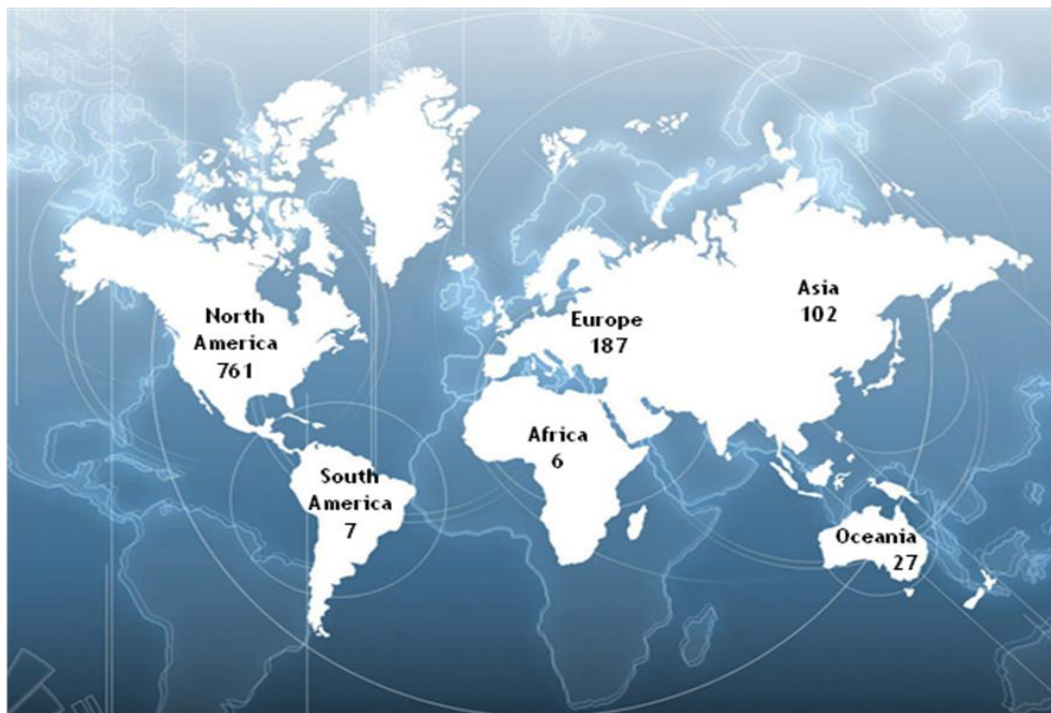 North
America
761
South
America
7
Europe
187
Africa
6
Asia
102
Oceania
27